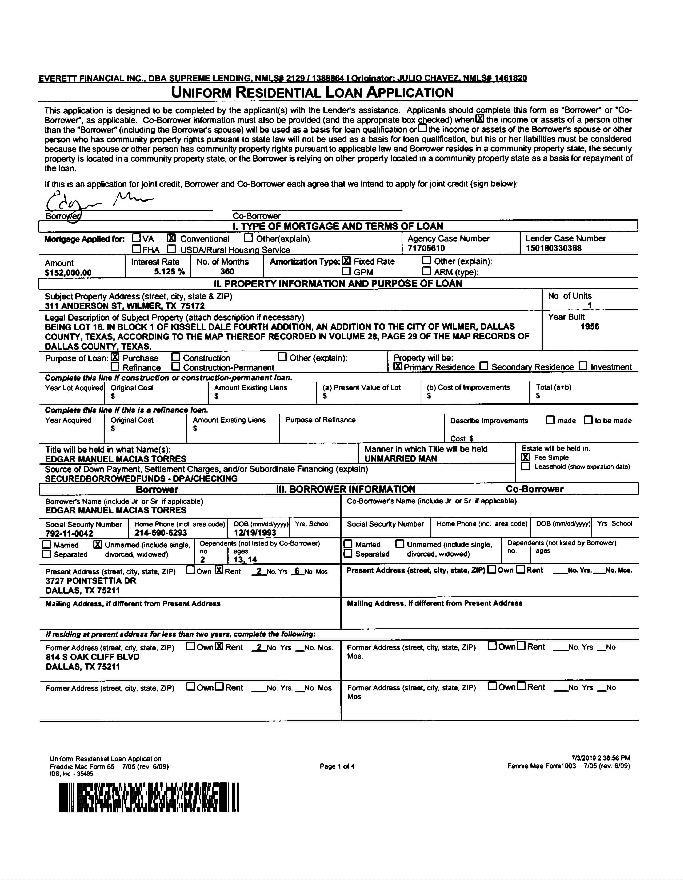 EVERETT FINANCIAL INC., DBA SUPREME LENDING, NMLS# 2129 / 1388864 | Originator: JULIO CHAVEZ, NMLS# 1461820
UNIFORM RESIDENTIAL LOAN APPLICATION
This application is designed to be completed by the applicant(s) with the Lender's assistance. Applicants should complete this form as "Borrower" or "Co-
Borrower", as applicable. Co-Borrower information must also be provided (and the appropriate box checked) when ☒ the income or assets of a person other
than the "Borrower" (including the Borrower's spouse) will be used as a basis for loan qualification or ☐ the income or assets of the Borrower's spouse or other
person who has community property rights pursuant to state law will not be used as a basis for loan qualification, but his or her liabilities must be considered
because the spouse or other person has community property rights pursuant to applicable law and Borrower resides in a community property state, the security
property is located in a community property state, or the Borrower is relying on other property located in a community property state as a basis for repayment of
the loan.
If this is an application for joint credit, Borrower and Co-Borrower each agree that we intend to apply for joint credit (sign below):
Borrower Co-Borrower
I. TYPE OF MORTGAGE AND TERMS OF LOAN
Mortgage Applied for: ☐ VA ☒ Conventional ☐ Other(explain). Agency Case Number Lender Case Number
☐ FHA ☐ USDA/Rural Housing Service 71705610 150180330388
Amount Interest Rate No. of Months Amortization Type: ☒ Fixed Rate ☐ Other (explain):
$152,000.00 5.125 % 360 ☐ GPM ☐ ARM (type):
II. PROPERTY INFORMATION AND PURPOSE OF LOAN
Subject Property Address (street, city, state & ZIP) No of Units
311 ANDERSON ST, WILMER, TX 75172 1
Legal Description of Subject Property (attach description if necessary) Year Built
BEING LOT 16, IN BLOCK 1 OF KISSELL DALE FOURTH ADDITION, AN ADDITION TO THE CITY OF WILMER, DALLAS 1956
COUNTY, TEXAS, ACCORDING TO THE MAP THEREOF RECORDED IN VOLUME 28, PAGE 29 OF THE MAP RECORDS OF
DALLAS COUNTY, TEXAS.
Purpose of Loan: ☒ Purchase ☐ Construction ☐ Other (explain): Property will be:
☐ Refinance ☐ Construction-Permanent ☒ Primary Residence ☐ Secondary Residence ☐ Investment
Complete this line if construction or construction-permanent loan.
Year Lot Acquired Original Cost Amount Existing Liens (a) Present Value of Lot (b) Cost of Improvements Total (a+b)
$ $ $ $ $
Complete this line if this is a refinance loan.
Year Acquired Original Cost Amount Existing Liens Purpose of Refinance Describe Improvements ☐ made ☐ to be made
$ $ Cost $
Title will be held in what Name(s): Manner in which Title will be held Estate will be held in.
EDGAR MANUEL MACIAS TORRES UNMARRIED MAN ☒ Fee Simple
Source of Down Payment, Settlement Charges, and/or Subordinate Financing (explain) ☐ Leasehold (show expiration date)
SECUREDBORROWEDFUNDS - DPA/CHECKING
Borrower III. BORROWER INFORMATION Co-Borrower
Borrower's Name (include Jr or Sr if applicable) Co-Borrower's Name (include Jr or Sr if applicable)
EDGAR MANUEL MACIAS TORRES
Social Security Number Home Phone (incl area code) DOB (mm/dd/yyyy) Yrs. School Social Security Number Home Phone (inc. area code) DOB (mm/dd/yyyy) Yrs School
792-11-0042 214-690-5293 12/19/1993
☐ Married ☒ Unmarried (include single, Dependents (not listed by Co-Borrower) ☐ Married ☐ Unmarried (include single, Dependents (not listed by Borrower)
☐ Separated divorced, widowed) no ages ☐ Separated divorced, widowed) no. ages
2 13, 14
Present Address (street, city, state, ZIP) ☐ Own ☒ Rent 2 No. Yrs 6 No Mos Present Address (street, city, state, ZIP) ☐ Own ☐ Rent ___No. Yrs. ___No. Mos.
3727 POINTSETTIA DR
DALLAS, TX 75211
Mailing Address, if different from Present Address Mailing Address, if different from Present Address
If residing at present address for less than two years, complete the following:
Former Address (street, city, state, ZIP) ☐ Own ☒ Rent 2 No. Yrs __No. Mos Former Address (street, city, state, ZIP) ☐ Own ☐ Rent __No. Yrs __No
814 S OAK CLIFF BLVD Mos.
DALLAS, TX 75211
Former Address (street, city, state, ZIP) ☐ Own ☐ Rent __No. Yrs __No Mos Former Address (street, city, state, ZIP) ☐ Own ☐ Rent __No. Yrs __No
Mos
Uniform Residential Loan Application 7/3/2019 2:38:56 PM
Freddie Mac Form 65 7/05 (rev. 6/09) Page 1 of 4 Fannie Mae Form 1003 7/05 (rev. 6/09)
IDS, Inc - 35485